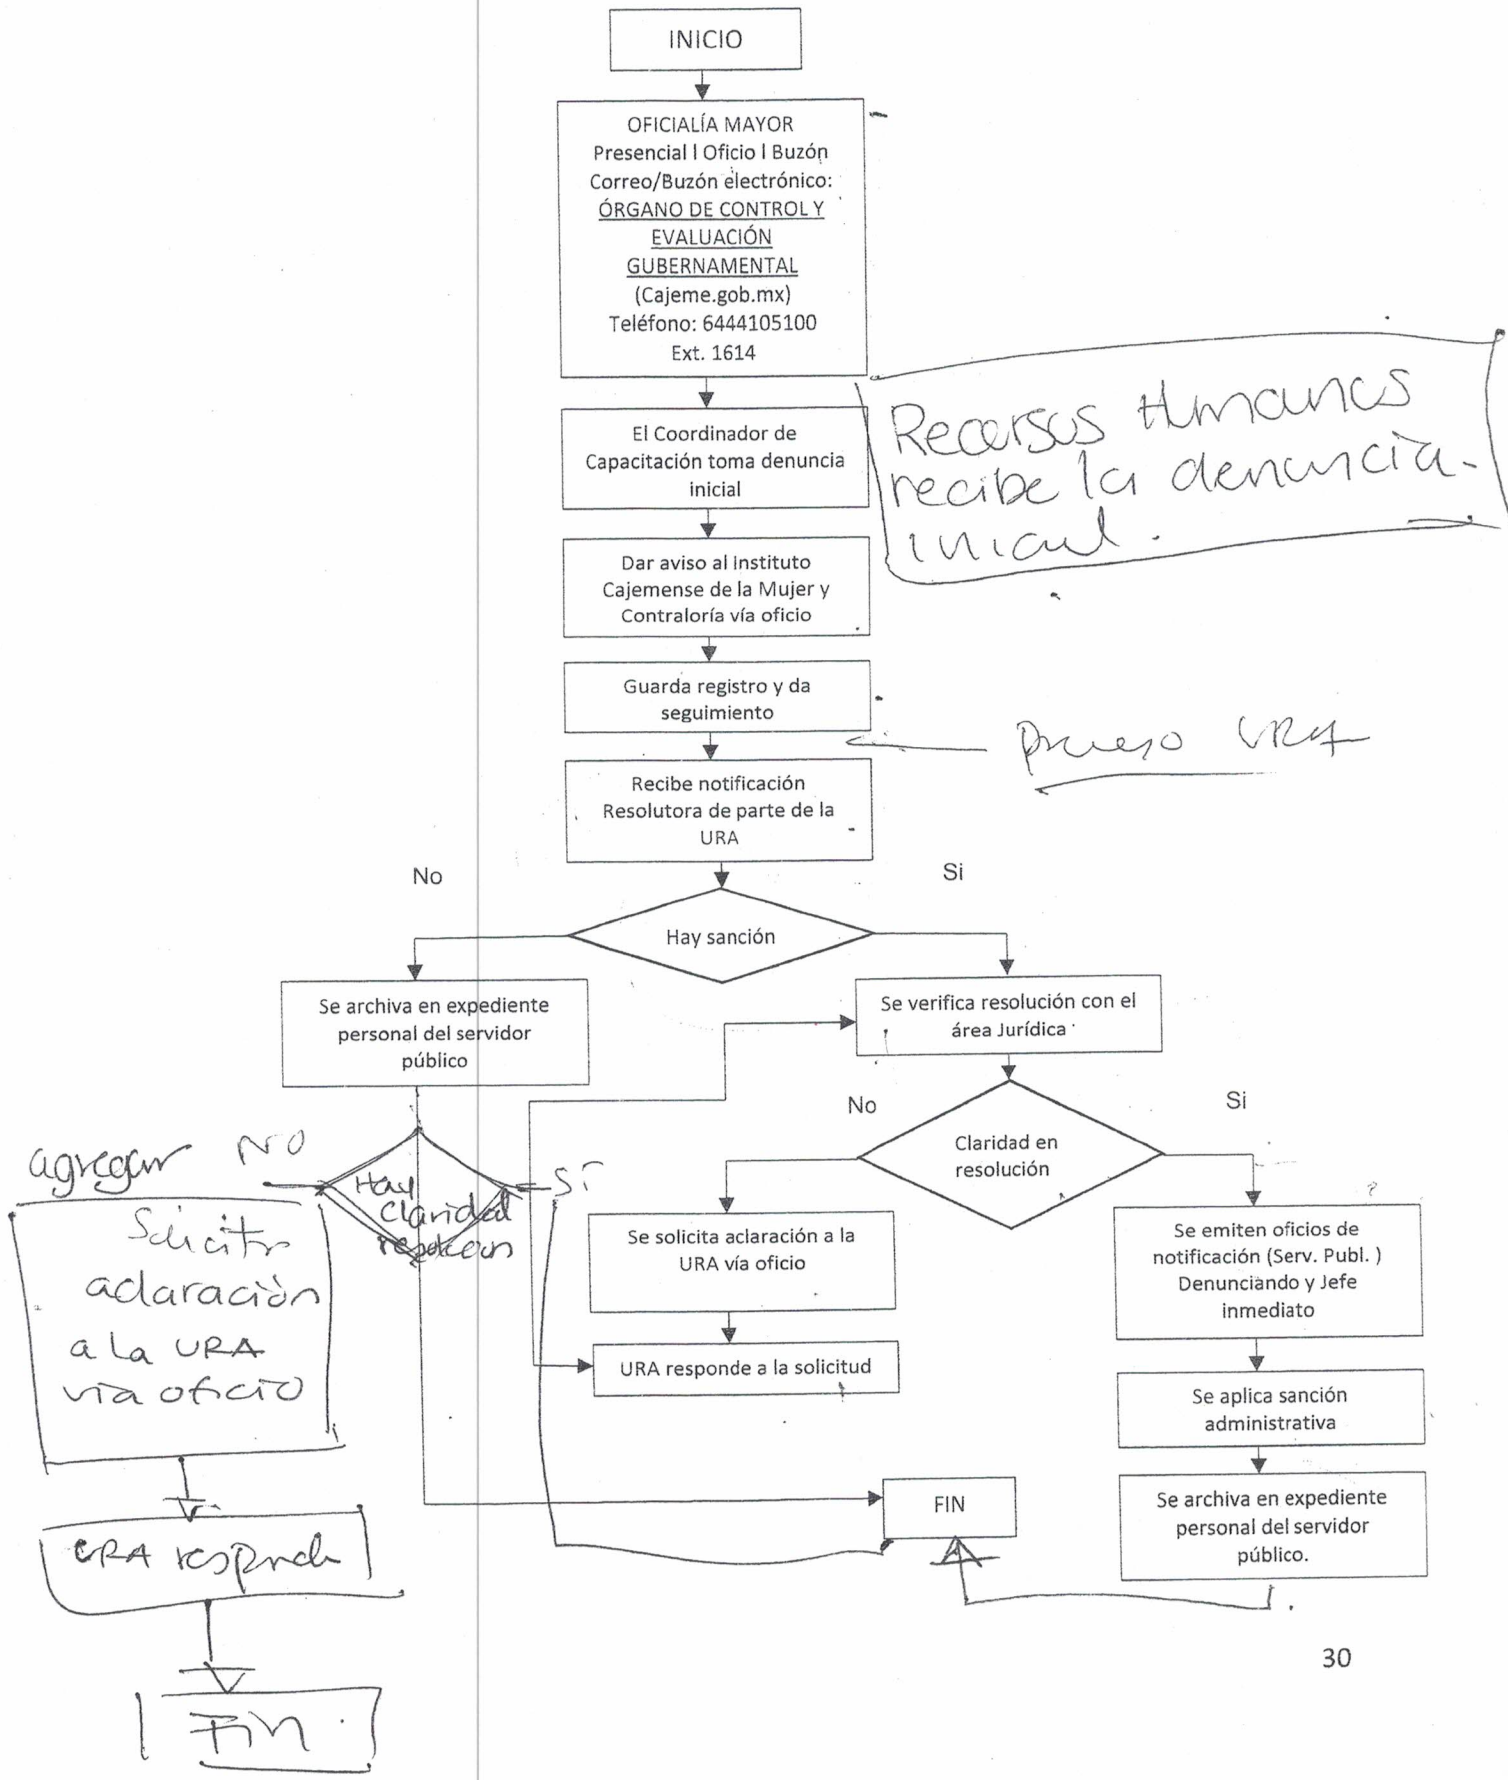 INICIO
OFICIALÍA MAYOR
Presencial l Oficio l Buzón
Correo/Buzón electrónico:
ÓRGANO DE CONTROL Y
EVALUACIÓN
GUBERNAMENTAL
(Cajeme.gob.mx)
Teléfono: 6444105100
Ext. 1614
El Coordinador de
Capacitación toma denuncia
inicial
Recursos Humanos
recibe la denuncia
inicial.
Dar aviso al Instituto
Cajemense de la Mujer y
Contraloría vía oficio
Guarda registro y da
seguimiento
Proceso URA
Recibe notificación
Resolutora de parte de la
URA
No
Si
Hay sanción
Se archiva en expediente
personal del servidor
público
Se verifica resolución con el
área Jurídica
No
Si
Claridad en
resolución
agregar
NO
SI
Hay
claridad
Solicita
aclaración
a la URA
via oficio
URA responde
Fin
Se solicita aclaración a la
URA vía oficio
URA responde a la solicitud
Se emiten oficios de
notificación (Serv. Publ. )
Denunciando y Jefe
inmediato
Se aplica sanción
administrativa
Se archiva en expediente
personal del servidor
público.
FIN
30